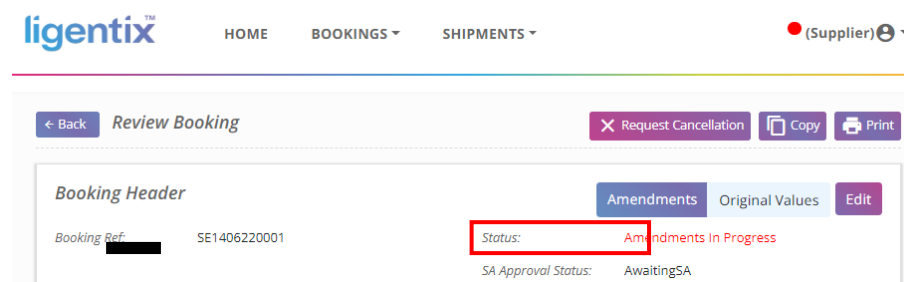 ligentix™
HOME BOOKINGS SHIPMENTS (Supplier)
← Back Review Booking Request Cancellation Copy Print
Booking Header Amendments Original Values Edit
Booking Ref: SE1406220001 Status: Amendments In Progress
SA Approval Status: AwaitingSA